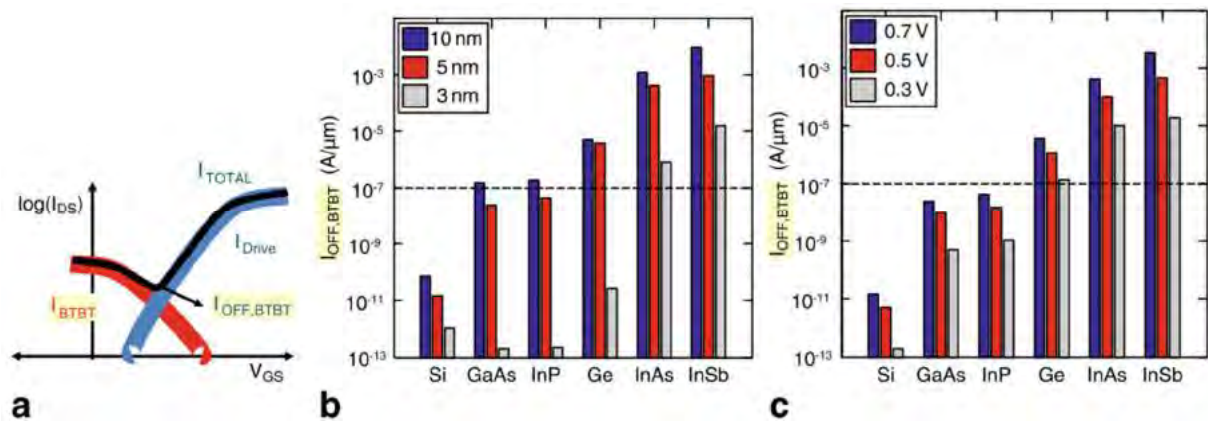 I_TOTAL
log(I_DS)
I_Drive
I_BTBT
I_OFF,BTBT
V_GS
a
10 nm
5 nm
3 nm
I_OFF,BTBT (A/μm)
10^-3
10^-5
10^-7
10^-9
10^-11
10^-13
Si GaAs InP Ge InAs InSb
b
0.7 V
0.5 V
0.3 V
I_OFF,BTBT (A/μm)
10^-3
10^-5
10^-7
10^-9
10^-11
10^-13
Si GaAs InP Ge InAs InSb
c